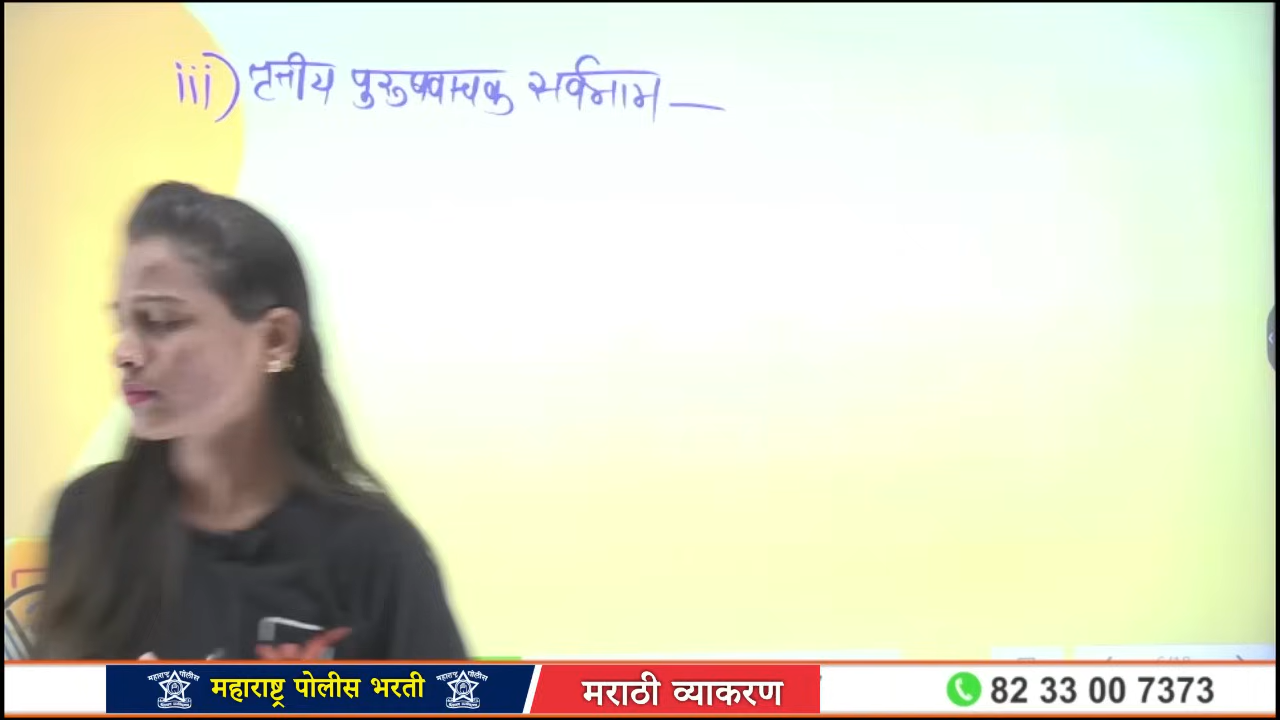 iii) तृतीय पुरुषवाचक सर्वनाम —
महाराष्ट्र पोलीस भरती
मराठी व्याकरण
82 33 00 7373